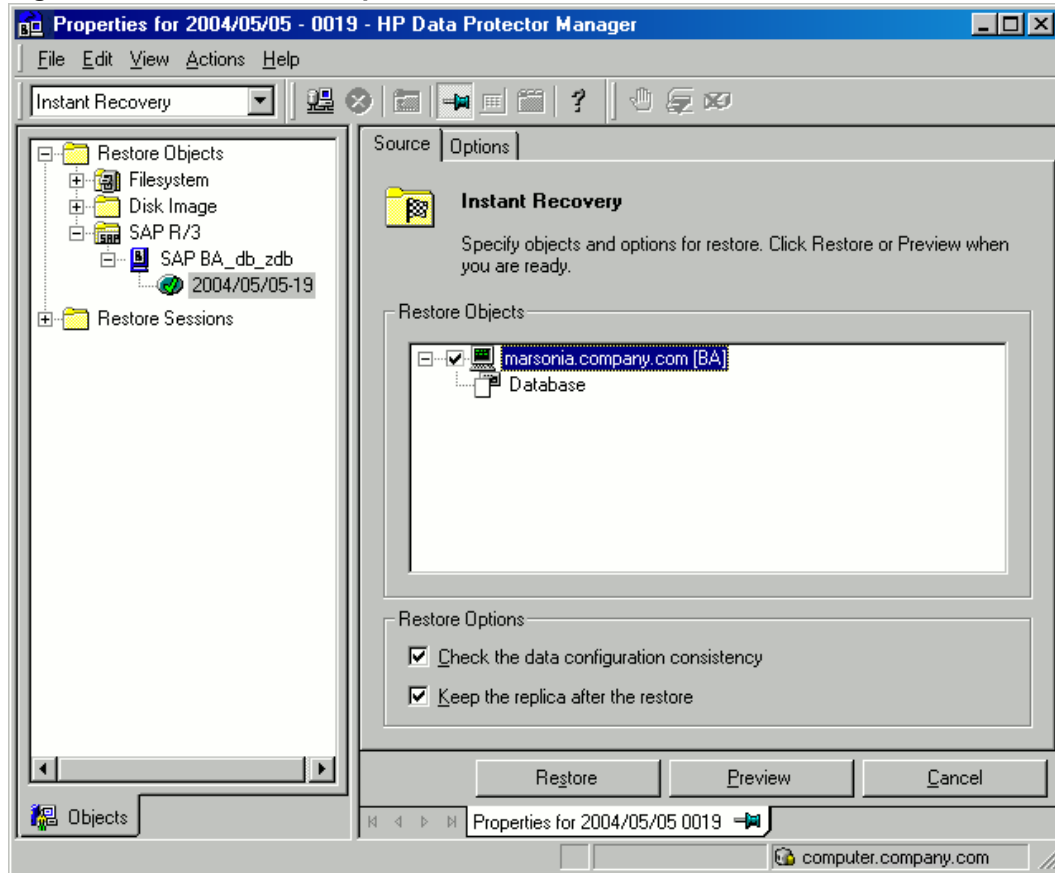 Properties for 2004/05/05 - 0019 - HP Data Protector Manager
File Edit View Actions Help
Instant Recovery
Restore Objects
Filesystem
Disk Image
SAP R/3
SAP BA_db_zdb
2004/05/05-19
Restore Sessions
Objects
Source Options
Instant Recovery
Specify objects and options for restore. Click Restore or Preview when
you are ready.
Restore Objects
marsonia.company.com [BA]
Database
Restore Options
Check the data configuration consistency
Keep the replica after the restore
Restore Preview Cancel
Properties for 2004/05/05 0019
computer.company.com